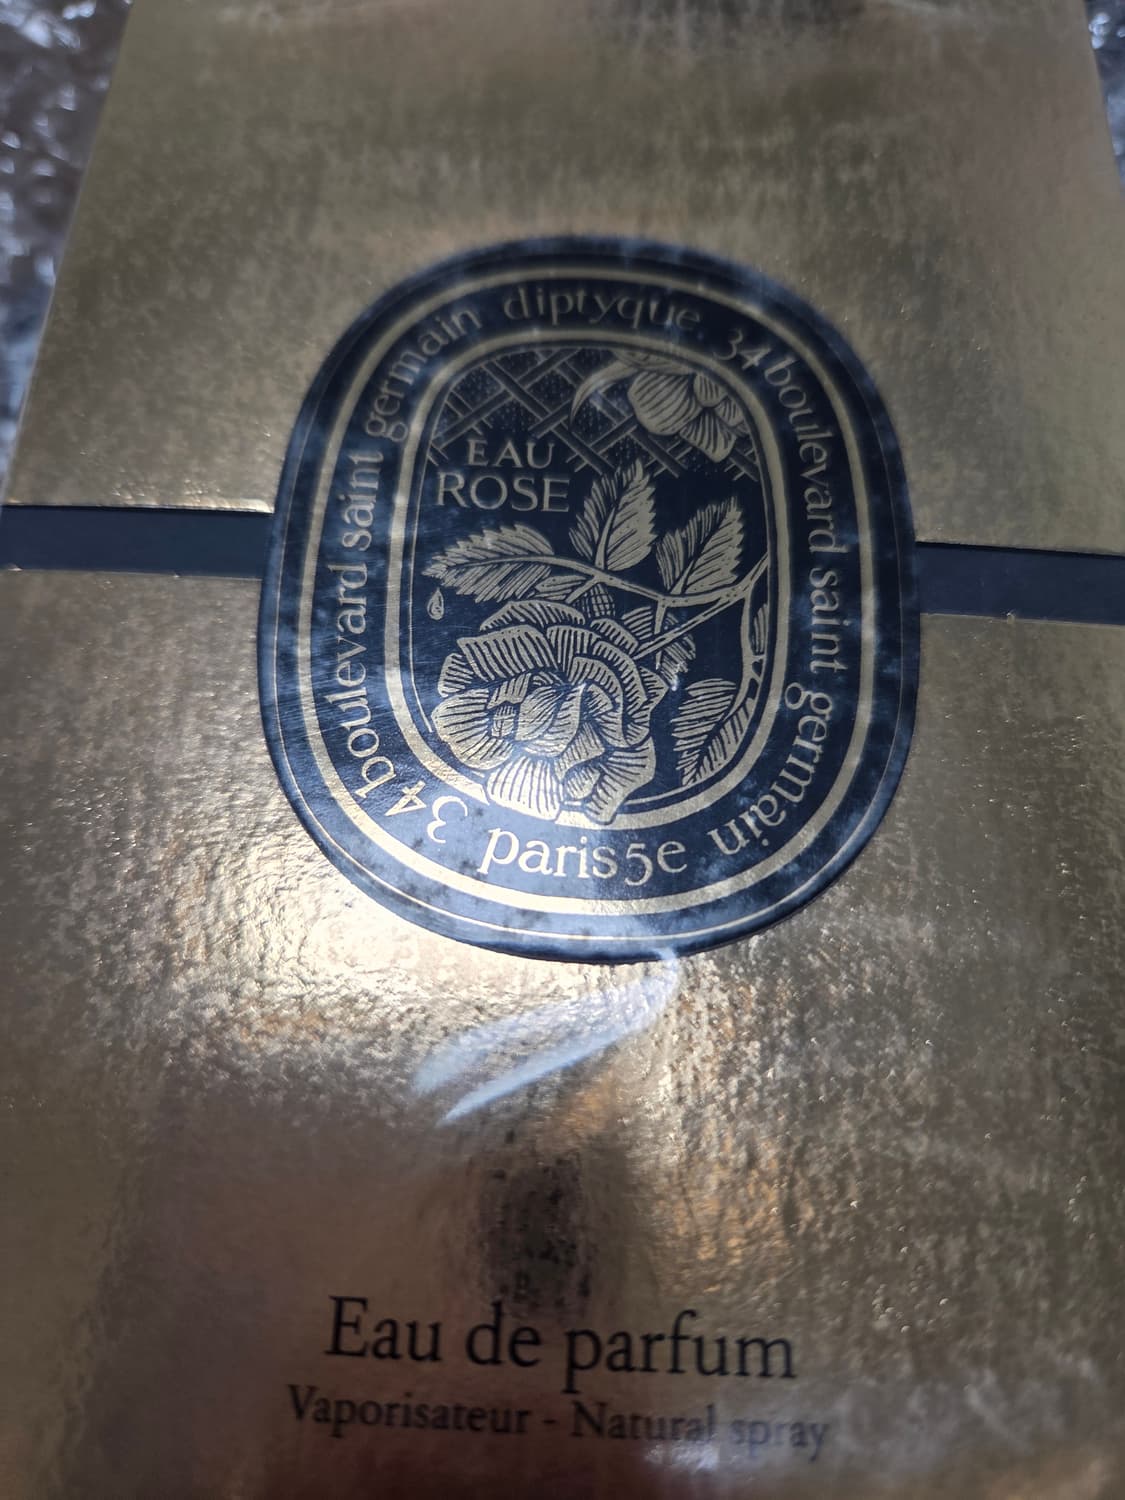 diptyque. 34 boulevard saint germain paris5e 34 boulevard saint germain
EAU
ROSE
Eau de parfum
Vaporisateur - Natural spray